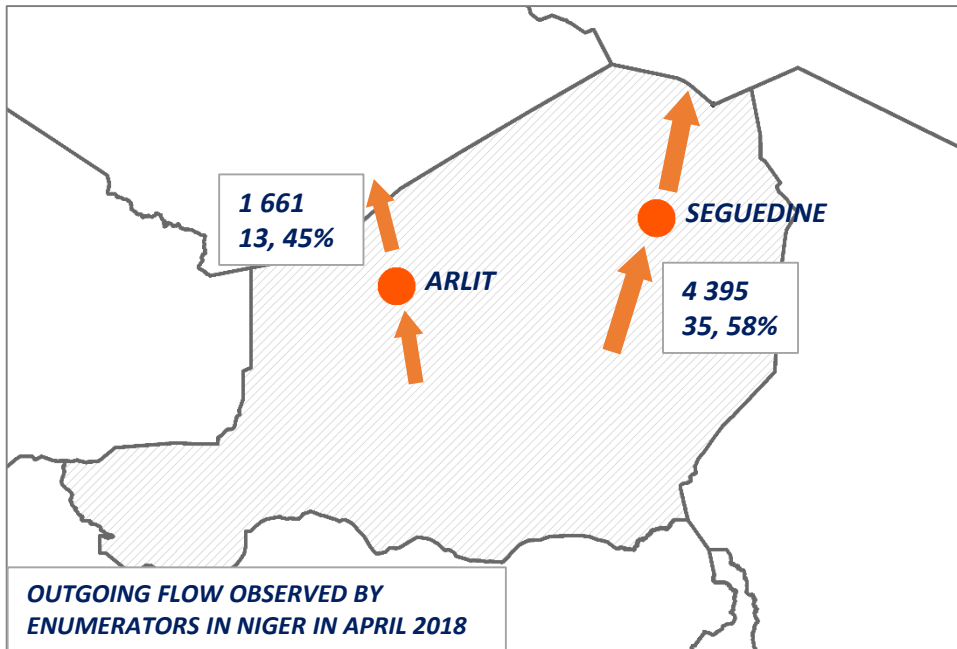 1 661
13, 45%
SEGUEDINE
ARLIT
4 395
35, 58%
OUTGOING FLOW OBSERVED BY
ENUMERATORS IN NIGER IN APRIL 2018